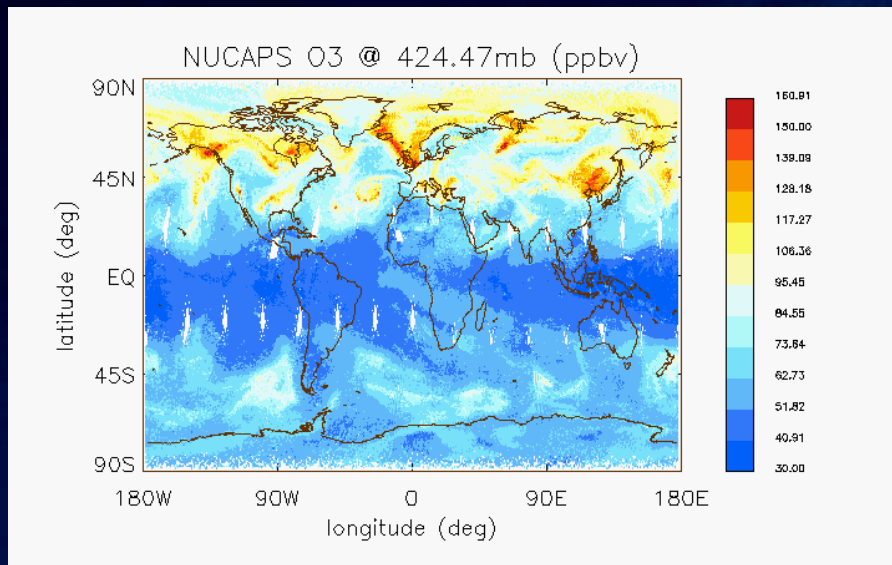 NUCAPS O3 @ 424.47mb (ppbv)
90N
45N
EQ
45S
90S
latitude (deg)
180W 90W 0 90E 180E
longitude (deg)
160.91
150.00
139.09
128.18
117.27
106.36
95.45
84.55
73.64
62.73
51.82
40.91
30.00